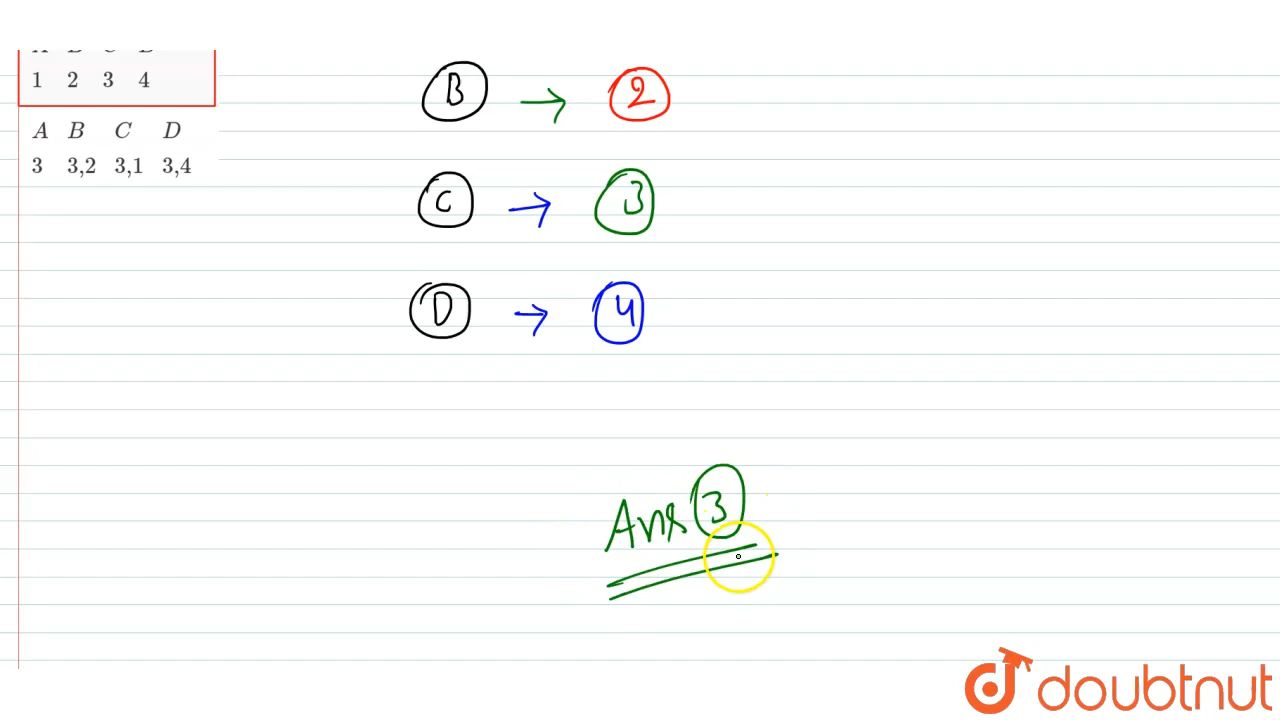 A B C D
1 2 3 4
A B C D
3 3,2 3,1 3,4
B → 2
C → 3
D → 4
Ans 3
doubtnut